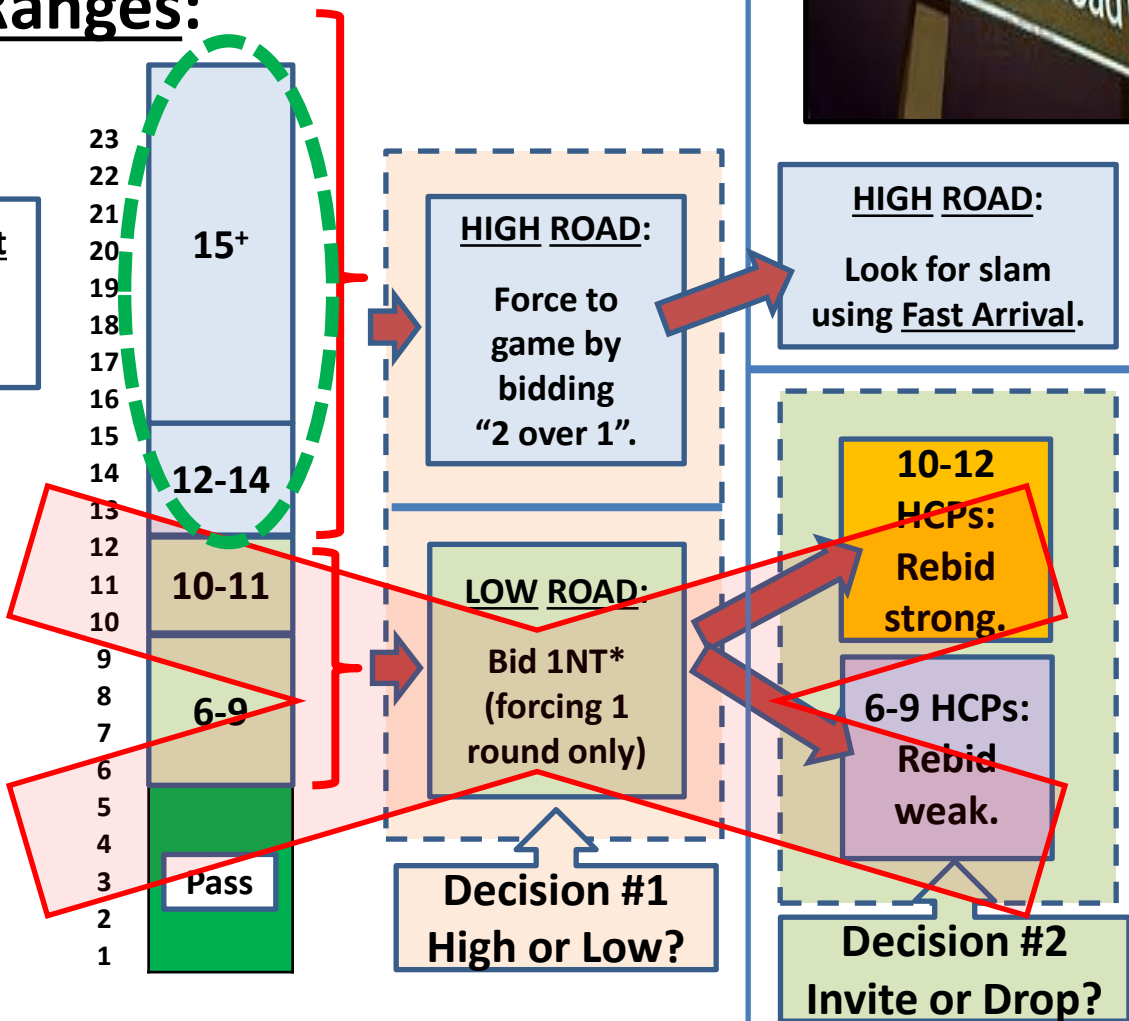 Ranges:
23
22
21
20
19
18
17
16
15
14
13
12
11
10
9
8
7
6
5
4
3
2
1
15+
12-14
10-11
6-9
Pass
HIGH ROAD:
Force to
game by
bidding
“2 over 1”.
LOW ROAD:
Bid 1NT*
(forcing 1
round only)
Decision #1
High or Low?
HIGH ROAD:
Look for slam
using Fast Arrival.
10-12
HCPs:
Rebid
strong.
6-9 HCPs:
Rebid
weak.
Decision #2
Invite or Drop?